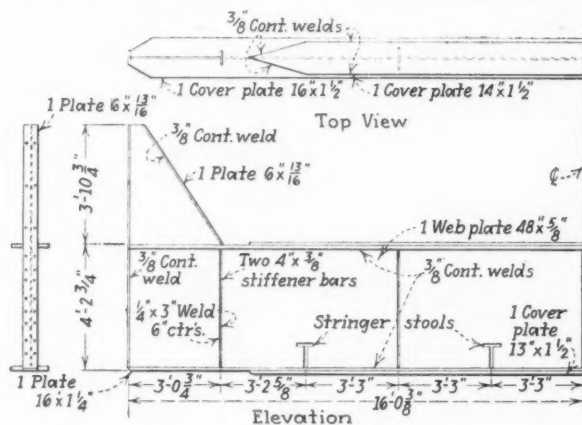 3/8" Cont. welds
1 Plate 6" x 13/16"
1 Cover plate 16" x 1 1/2"
1 Cover plate 14" x 1 1/2"
Top View
3/8" Cont. weld
1 Plate 6" x 13/16"
3'-10 3/4"
℄
1 Web plate 48" x 5/8"
3/8" Cont.
weld
Two 4" x 3/8"
stiffener bars
3/8" Cont. welds
4'-2 3/4"
1/4" x 3" Weld
6" ctrs.
Stringer stools
1 Cover
plate
13" x 1 1/2"
1 Plate
16" x 1 1/4"
3'-0 3/4"
3'-2 5/8"
3'-3"
3'-3"
3'-3"
16'-0 3/8"
Elevation